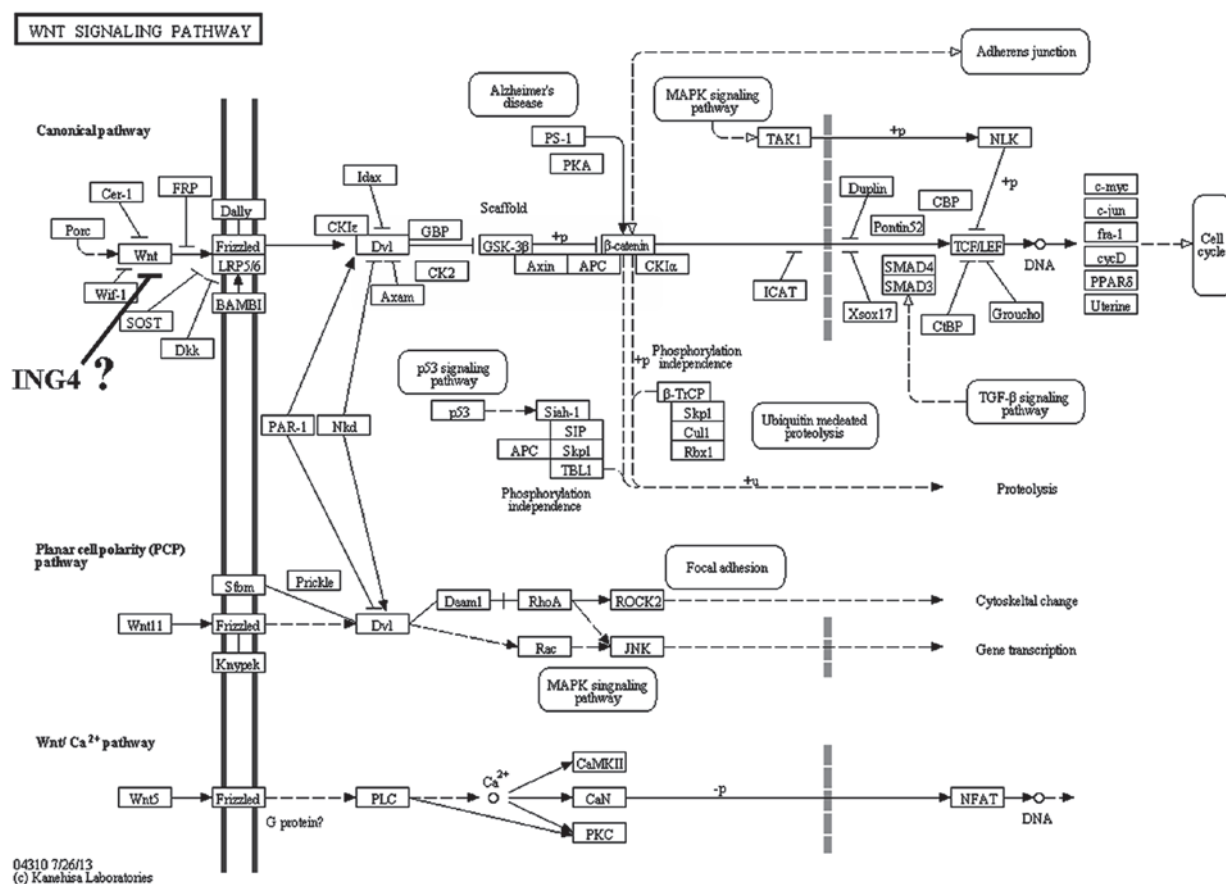 WNT SIGNALING PATHWAY
Adherens junction
Alzheimer's
disease
MAPK signaling
pathway
Canonical pathway
PS-1
PKA
TAK1
+p
NLK
+p
Cer-1
FRP
Idax
Duplin
CBP
c-myc
Porc
Dally
CKIε
GBP
Scaffold
Pontin52
c-jun
Wnt
Frizzled
Dvl
GSK-3β
+p
β-catenin
TCF/LEF
DNA
fra-1
Cell
cycle
LRP5/6
CK2
Axin
APC
CKIα
SMAD4
cycD
Wif-1
BAMBI
Axam
ICAT
SMAD3
PPARδ
SOST
Xsox17
CtBP
Groucho
Uterine
Dkk
ING4 ?
p53 signaling
pathway
+p
Phosphorylation
independence
TGF-β signaling
pathway
PAR-1
Nkd
p53
Siah-1
β-TrCP
SIP
Skp1
Ubiquitin medeated
proteolysis
APC
Skp1
Cul1
TBL1
Rbx1
Phosphorylation
independence
+u
Proteolysis
Planar cell polarity (PCP)
pathway
Focal adhesion
Stbm
Prickle
Daam1
RhoA
ROCK2
Cytoskeltal change
Wnt11
Frizzled
Dvl
Rac
JNK
Gene transcription
Knypek
MAPK singnaling
pathway
Wnt/ Ca2+ pathway
CaMKII
Ca2+
Wnt5
Frizzled
PLC
CaN
-p
NFAT
G protein?
PKC
DNA
04310 7/26/13
(c) Kanehisa Laboratories